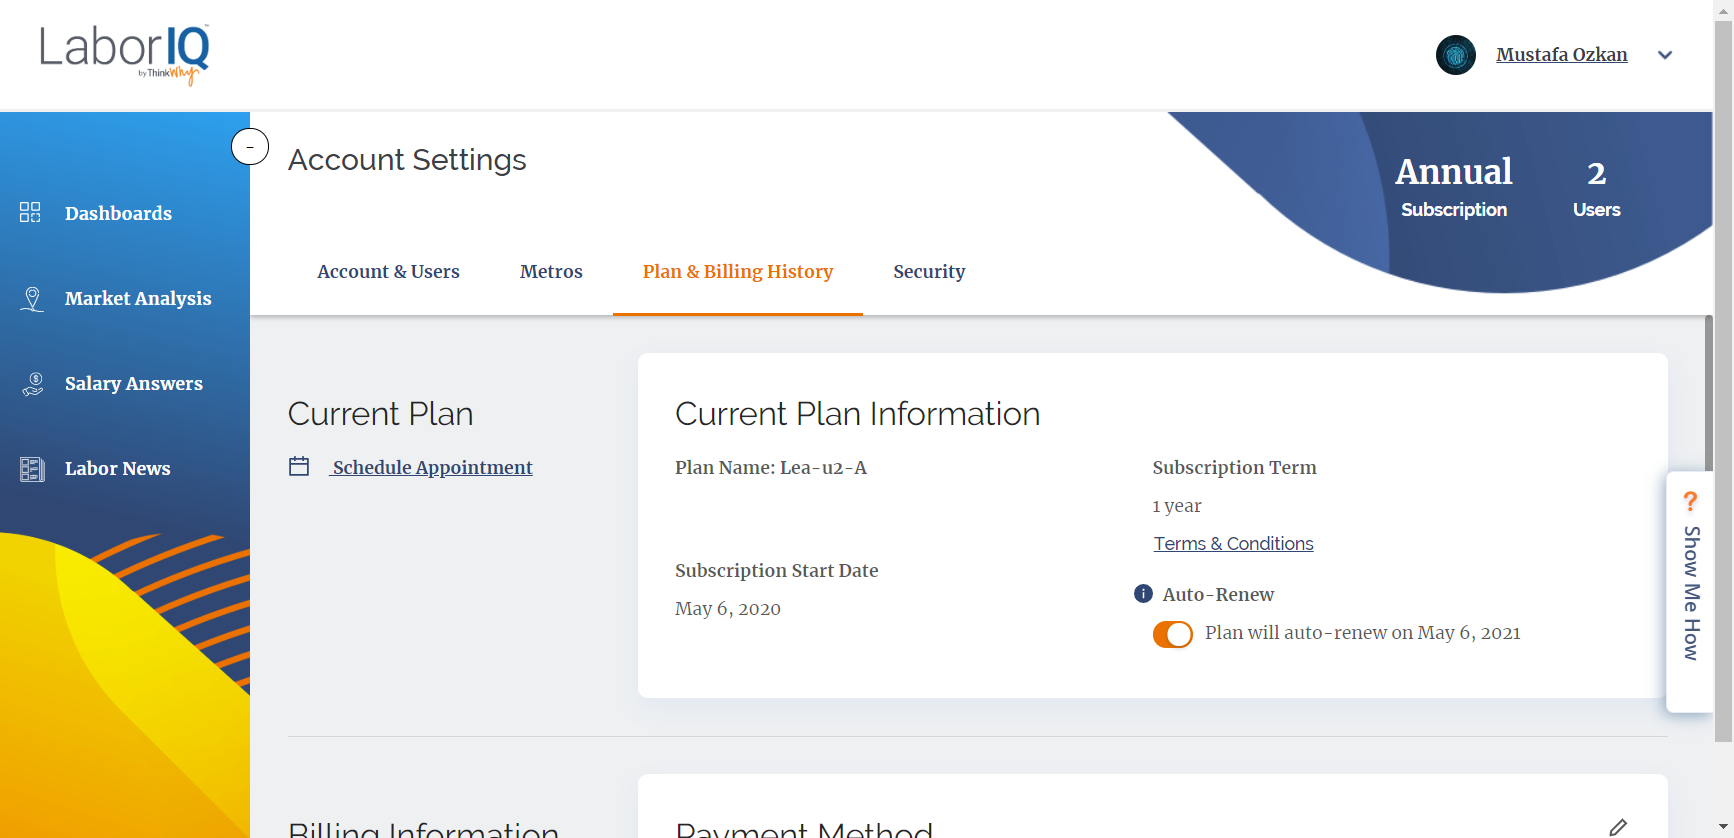 LaborIQ™
by ThinkWhy
Mustafa Ozkan
-
Account Settings
Annual
Subscription
2
Users
Dashboards
Market Analysis
Salary Answers
Labor News
Account & Users
Metros
Plan & Billing History
Security
Current Plan
Schedule Appointment
Current Plan Information
Plan Name: Lea-u2-A
Subscription Term
1 year
Terms & Conditions
Subscription Start Date
May 6, 2020
i Auto-Renew
Plan will auto-renew on May 6, 2021
? Show Me How
Billing Information
Payment Method